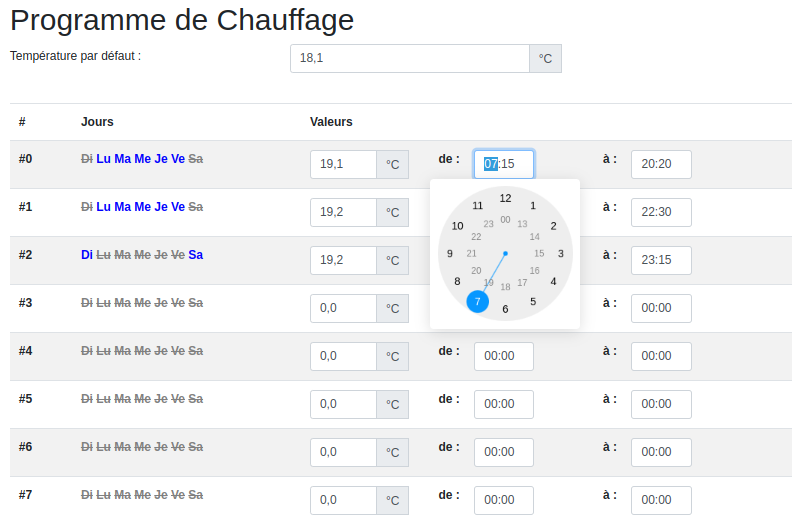 Programme de Chauffage
Température par défaut : 18,1 °C
# Jours Valeurs
#0 Di Lu Ma Me Je Ve Sa 19,1 °C de : 07:15 à : 20:20
#1 Di Lu Ma Me Je Ve Sa 19,2 °C à : 22:30
#2 Di Lu Ma Me Je Ve Sa 19,2 °C à : 23:15
#3 Di Lu Ma Me Je Ve Sa 0,0 °C à : 00:00
12 1 2 3 4 5 6 7 8 9 10 11
00 13 14 15 16 17 18 19 20 21 22 23
#4 Di Lu Ma Me Je Ve Sa 0,0 °C de : 00:00 à : 00:00
#5 Di Lu Ma Me Je Ve Sa 0,0 °C de : 00:00 à : 00:00
#6 Di Lu Ma Me Je Ve Sa 0,0 °C de : 00:00 à : 00:00
#7 Di Lu Ma Me Je Ve Sa 0,0 °C de : 00:00 à : 00:00